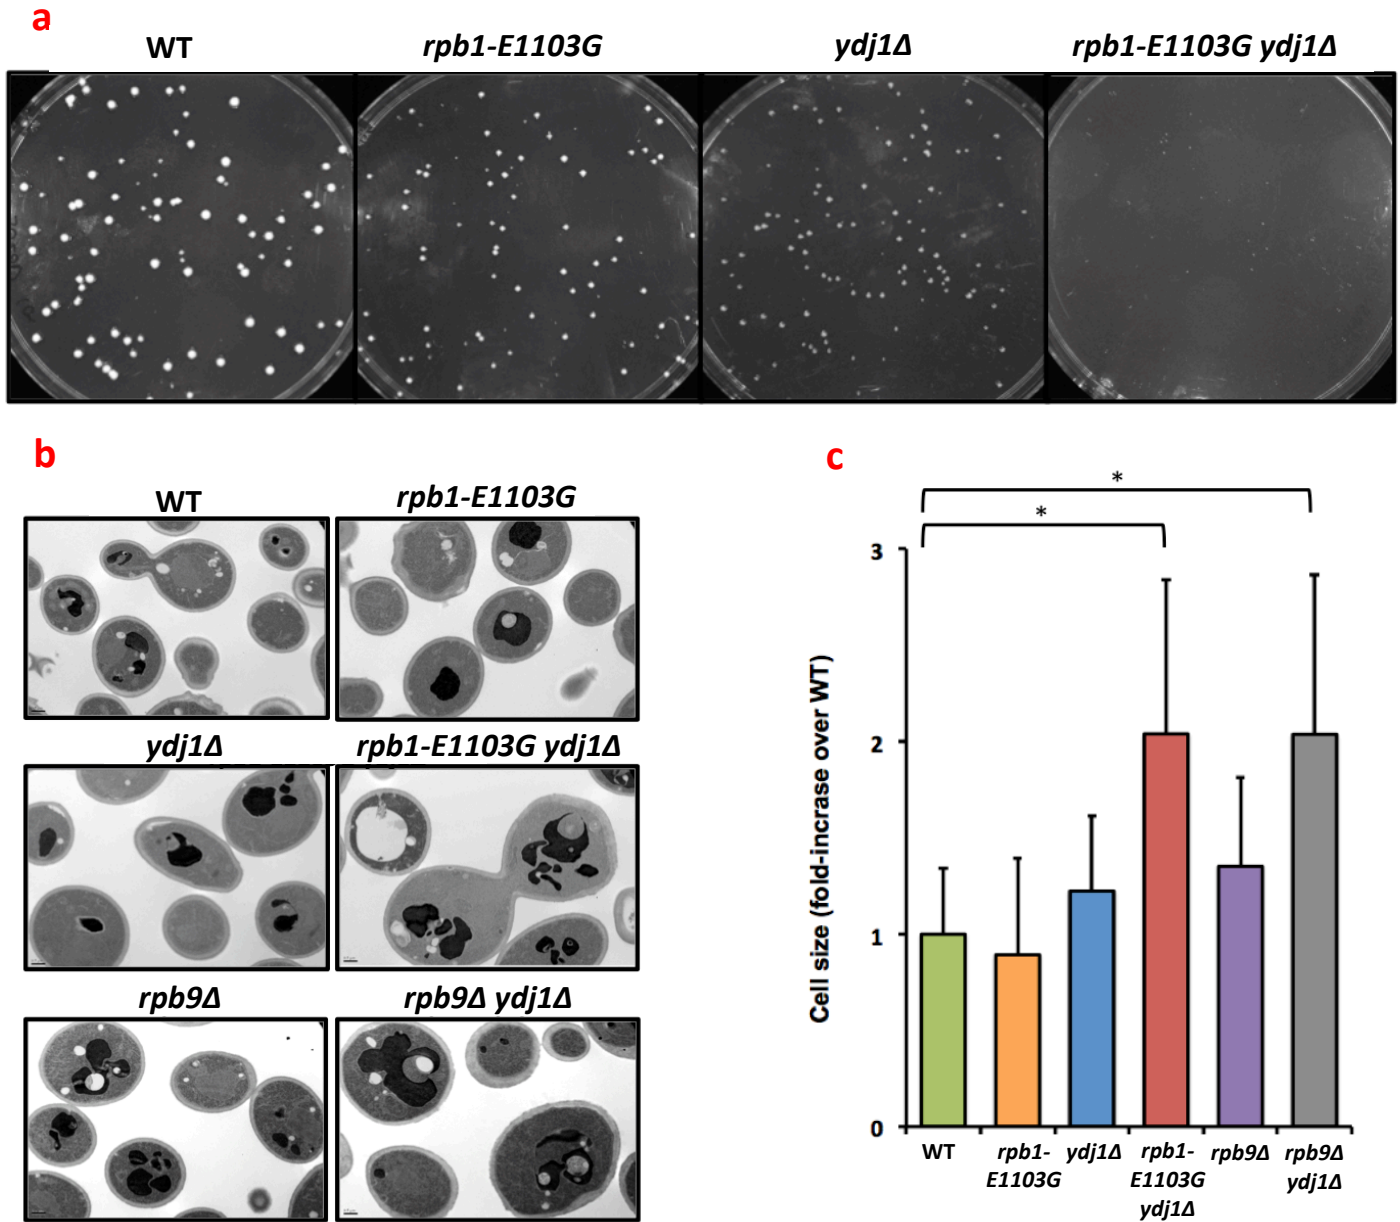 a
WT
rpb1-E1103G
ydj1Δ
rpb1-E1103G ydj1Δ
b
WT
rpb1-E1103G
ydj1Δ
rpb1-E1103G ydj1Δ
rpb9Δ
rpb9Δ ydj1Δ
c
*
*
Cell size (fold-incrase over WT)
3
2
1
0
WT
rpb1-
E1103G
ydj1Δ
rpb1-
E1103G
ydj1Δ
rpb9Δ
rpb9Δ
ydj1Δ